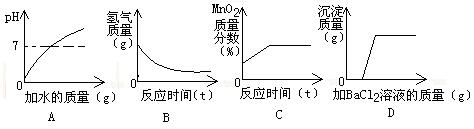 pH
7
0
加水的质量（g）
A
氢气
质量
(g)
0
反应时间(t)
B
MnO2
质量
分数
(%)
0
反应时间(t)
C
沉淀
质量
(g)
0
加BaCl2溶液的质量（g）
D